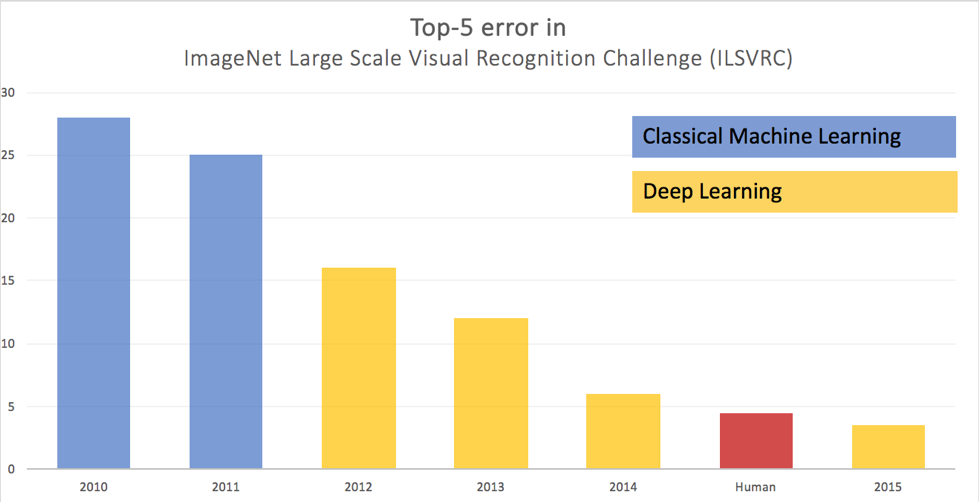 Top-5 error in
ImageNet Large Scale Visual Recognition Challenge (ILSVRC)
30
25
20
15
10
5
0
Classical Machine Learning
Deep Learning
2010 2011 2012 2013 2014 Human 2015